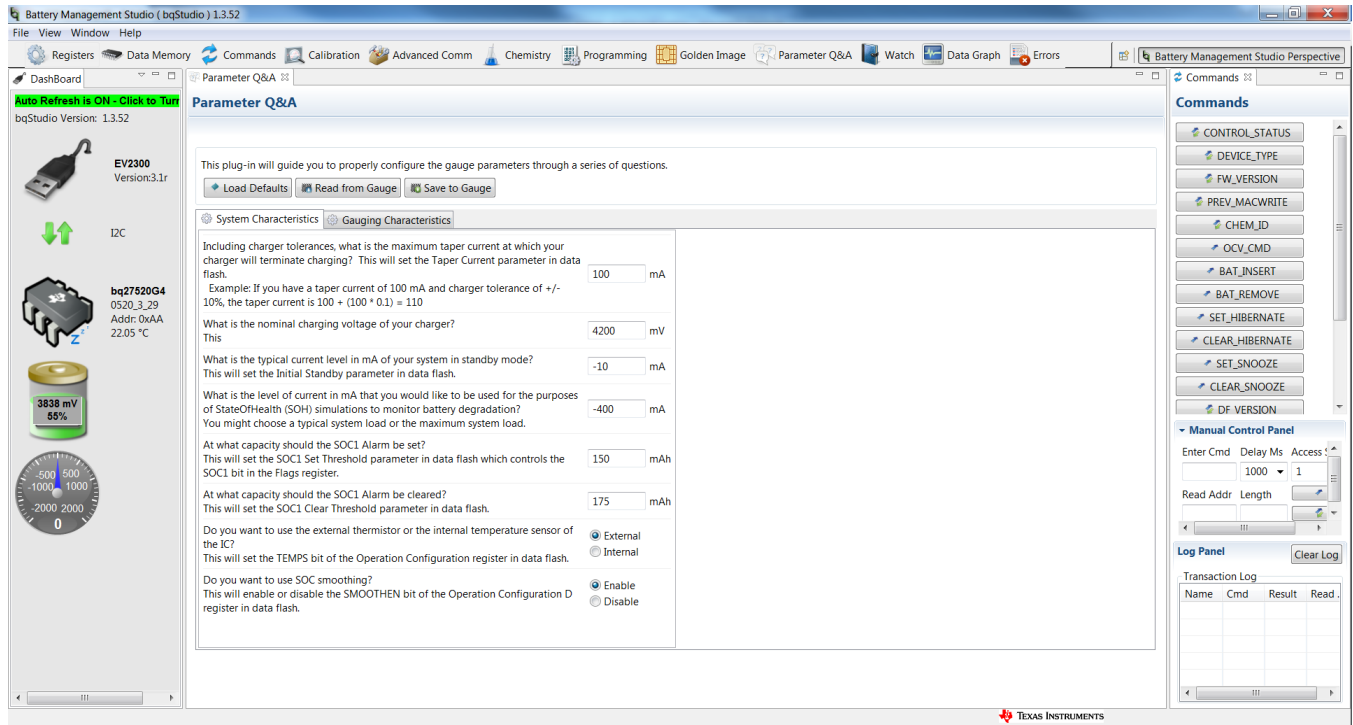 Battery Management Studio ( bqStudio ) 1.3.52
File View Window Help
Registers Data Memory Commands Calibration Advanced Comm Chemistry Programming Golden Image Parameter Q&A Watch Data Graph Errors Battery Management Studio Perspective
DashBoard
Auto Refresh is ON - Click to Turr
bqStudio Version: 1.3.52
EV2300
Version:3.1r
I2C
bq27520G4
0520_3_29
Addr: 0xAA
22.05 °C
z z
3838 mV
55%
-500 500
-1000 1000
-2000 2000
0
Parameter Q&A
Parameter Q&A
This plug-in will guide you to properly configure the gauge parameters through a series of questions.
Load Defaults Read from Gauge Save to Gauge
System Characteristics Gauging Characteristics
Including charger tolerances, what is the maximum taper current at which your
charger will terminate charging? This will set the Taper Current parameter in data
flash.
100 mA
Example: If you have a taper current of 100 mA and charger tolerance of +/-
10%, the taper current is 100 + (100 * 0.1) = 110
What is the nominal charging voltage of your charger?
This
4200 mV
What is the typical current level in mA of your system in standby mode?
This will set the Initial Standby parameter in data flash.
-10 mA
What is the level of current in mA that you would like to be used for the purposes
of StateOfHealth (SOH) simulations to monitor battery degradation?
You might choose a typical system load or the maximum system load.
-400 mA
At what capacity should the SOC1 Alarm be set?
This will set the SOC1 Set Threshold parameter in data flash which controls the
SOC1 bit in the Flags register.
150 mAh
At what capacity should the SOC1 Alarm be cleared?
This will set the SOC1 Clear Threshold parameter in data flash.
175 mAh
Do you want to use the external thermistor or the internal temperature sensor of
the IC?
This will set the TEMPS bit of the Operation Configuration register in data flash.
External
Internal
Do you want to use SOC smoothing?
This will enable or disable the SMOOTHEN bit of the Operation Configuration D
register in data flash.
Enable
Disable
Commands
Commands
CONTROL_STATUS
DEVICE_TYPE
FW_VERSION
PREV_MACWRITE
CHEM_ID
OCV_CMD
BAT_INSERT
BAT_REMOVE
SET_HIBERNATE
CLEAR_HIBERNATE
SET_SNOOZE
CLEAR_SNOOZE
DF VERSION
Manual Control Panel
Enter Cmd Delay Ms Access
1000 1
Read Addr Length
Log Panel Clear Log
Transaction Log
Name Cmd Result Read .
TEXAS INSTRUMENTS